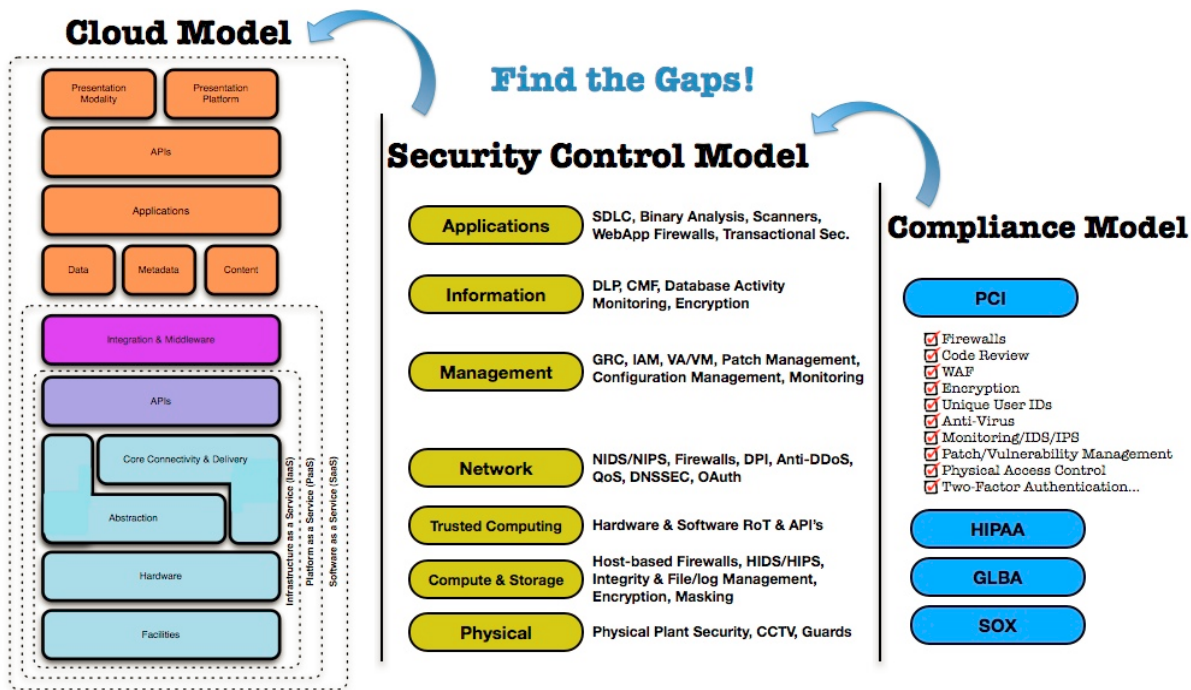 Cloud Model
Find the Gaps!
Presentation
Modality
Presentation
Platform
APIs
Applications
Data
Metadata
Content
Integration & Middleware
APIs
Core Connectivity & Delivery
Abstraction
Hardware
Facilities
Infrastructure as a Service (IaaS)
Platform as a Service (PaaS)
Software as a Service (SaaS)
Security Control Model
Applications
SDLC, Binary Analysis, Scanners,
WebApp Firewalls, Transactional Sec.
Information
DLP, CMF, Database Activity
Monitoring, Encryption
Management
GRC, IAM, VA/VM, Patch Management,
Configuration Management, Monitoring
Network
NIDS/NIPS, Firewalls, DPI, Anti-DDoS,
QoS, DNSSEC, OAuth
Trusted Computing
Hardware & Software RoT & API's
Compute & Storage
Host-based Firewalls, HIDS/HIPS,
Integrity & File/log Management,
Encryption, Masking
Physical
Physical Plant Security, CCTV, Guards
Compliance Model
PCI
Firewalls
Code Review
WAF
Encryption
Unique User IDs
Anti-Virus
Monitoring/IDS/IPS
Patch/Vulnerability Management
Physical Access Control
Two-Factor Authentication...
HIPAA
GLBA
SOX